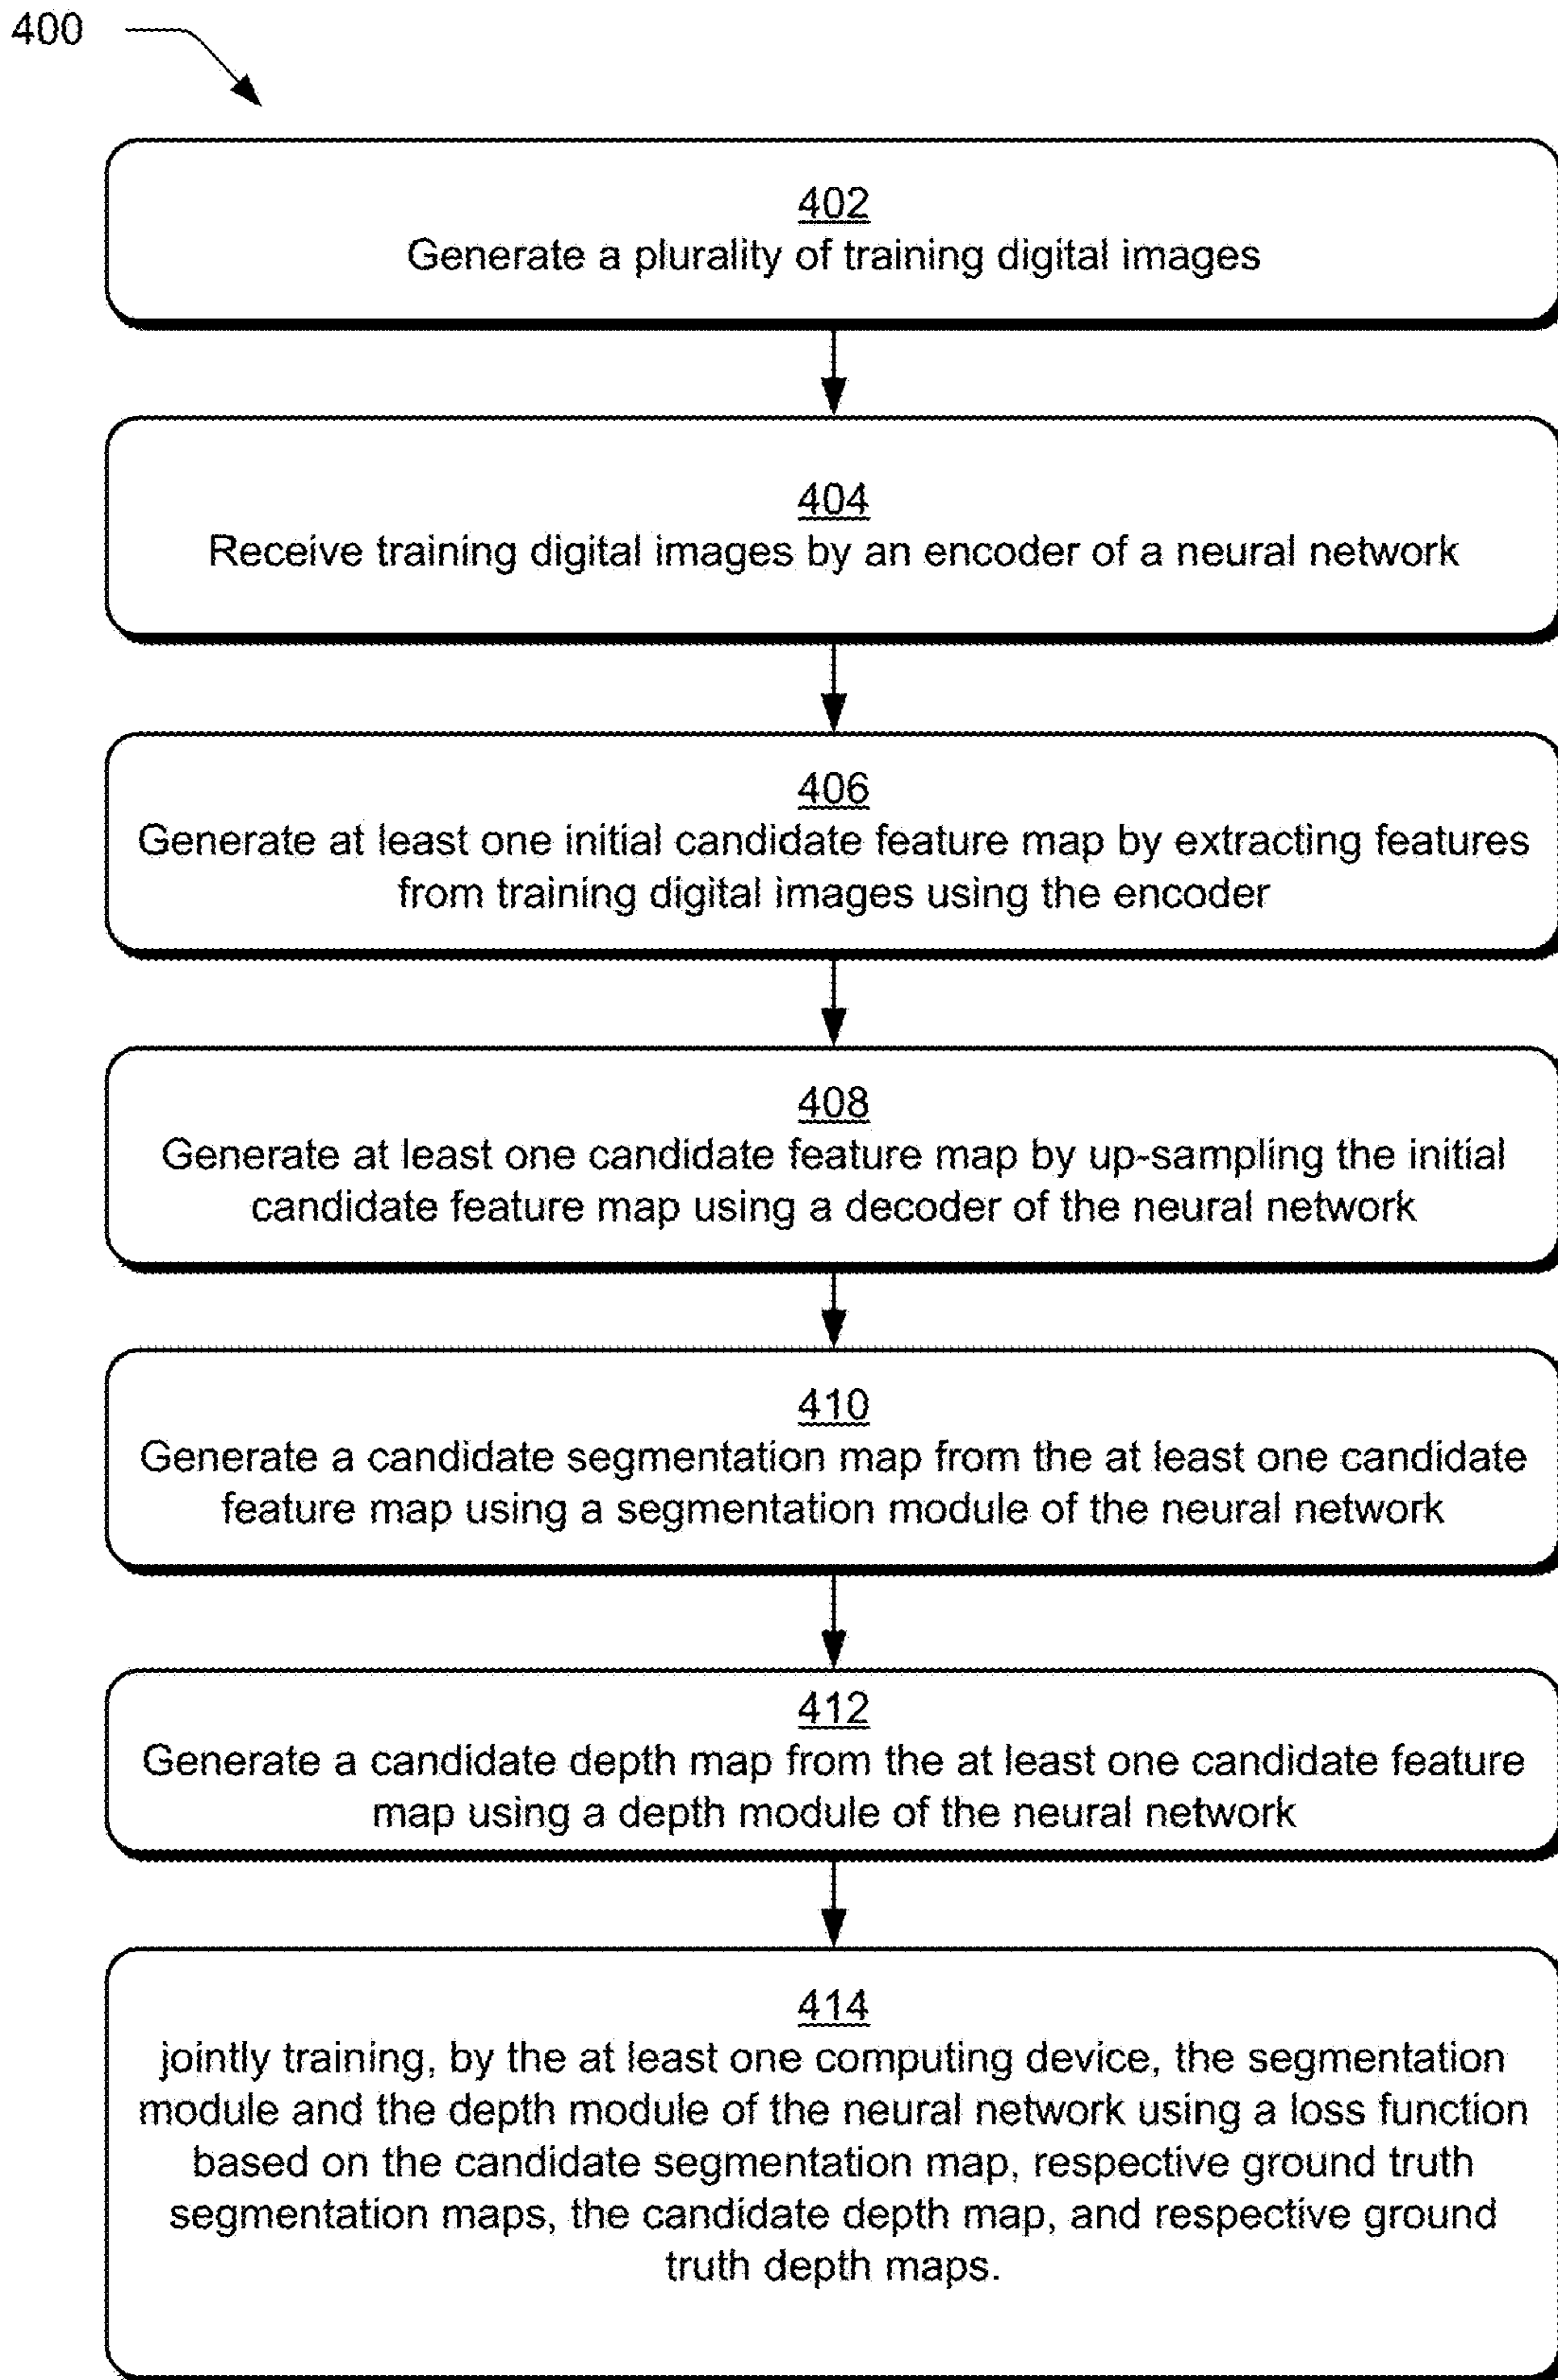 400
402
Generate a plurality of training digital images
404
Receive training digital images by an encoder of a neural network
406
Generate at least one initial candidate feature map by extracting features
from training digital images using the encoder
408
Generate at least one candidate feature map by up-sampling the initial
candidate feature map using a decoder of the neural network
410
Generate a candidate segmentation map from the at least one candidate
feature map using a segmentation module of the neural network
412
Generate a candidate depth map from the at least one candidate feature
map using a depth module of the neural network
414
jointly training, by the at least one computing device, the segmentation
module and the depth module of the neural network using a loss function
based on the candidate segmentation map, respective ground truth
segmentation maps, the candidate depth map, and respective ground
truth depth maps.